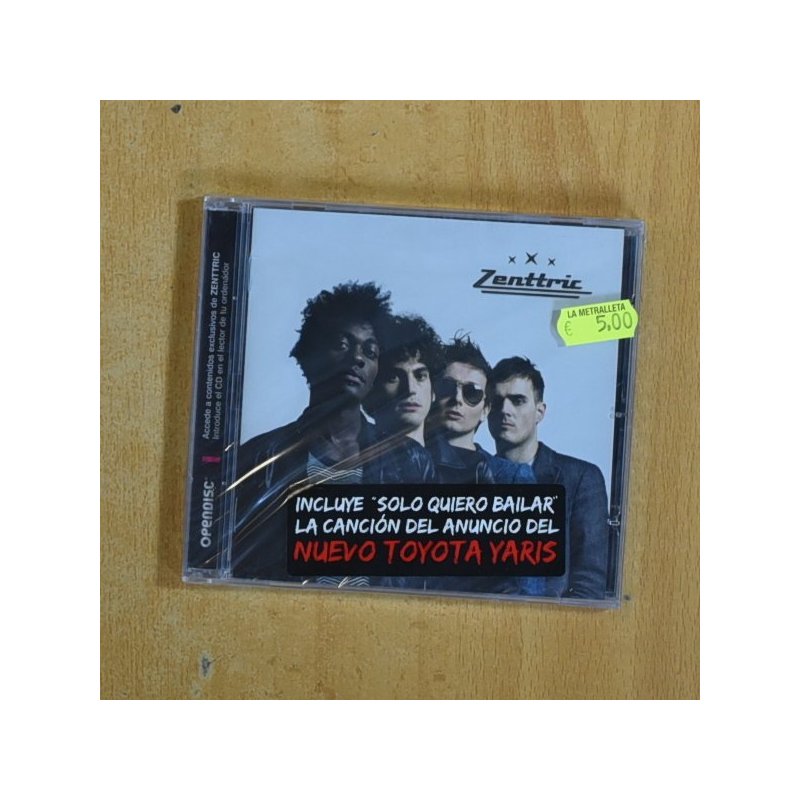 Zenttric
LA METRALLETA
€ 5.00
INCLUYE "SOLO QUIERO BAILAR"
LA CANCIÓN DEL ANUNCIO DEL
NUEVO TOYOTA YARIS
OPENDISC
Accede a contenidos exclusivos de ZENTTRIC
Introduce el CD en el lector de tu ordenador